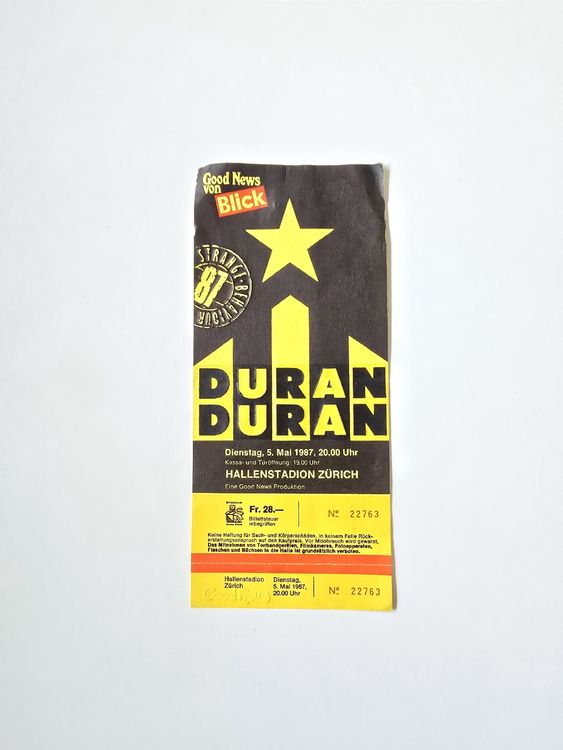 Good News
von
Blick
STRANGE · BEHAVIOUR
87
DURAN
DURAN
Dienstag, 5. Mai 1987, 20.00 Uhr
Kassa- und Türöffnung: 19.00 Uhr
HALLENSTADION ZÜRICH
Eine Good News Produktion
Fr. 28.—
Billettsteuer
inbegriffen
Nº 22763
Keine Haftung für Sach- und Körperschäden, in keinem Falle Rück-
erstattungsanspruch auf den Kaufpreis. Vor Missbrauch wird gewarnt.
Das Mitnehmen von Tonbandgeräten, Filmkameras, Fotoapparaten,
Flaschen und Büchsen in die Halle ist grundsätzlich verboten.
Hallenstadion
Zürich
Dienstag,
5. Mai 1987,
20.00 Uhr
Nº 22763
Good News